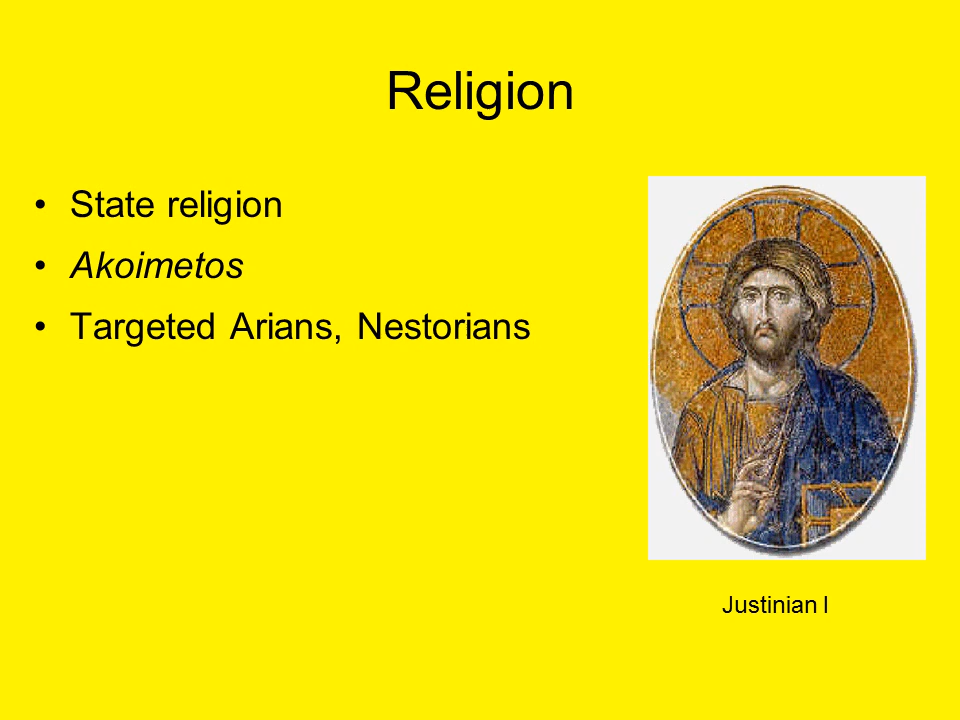 Religion
• State religion
• Akoimetos
• Targeted Arians, Nestorians
Justinian I